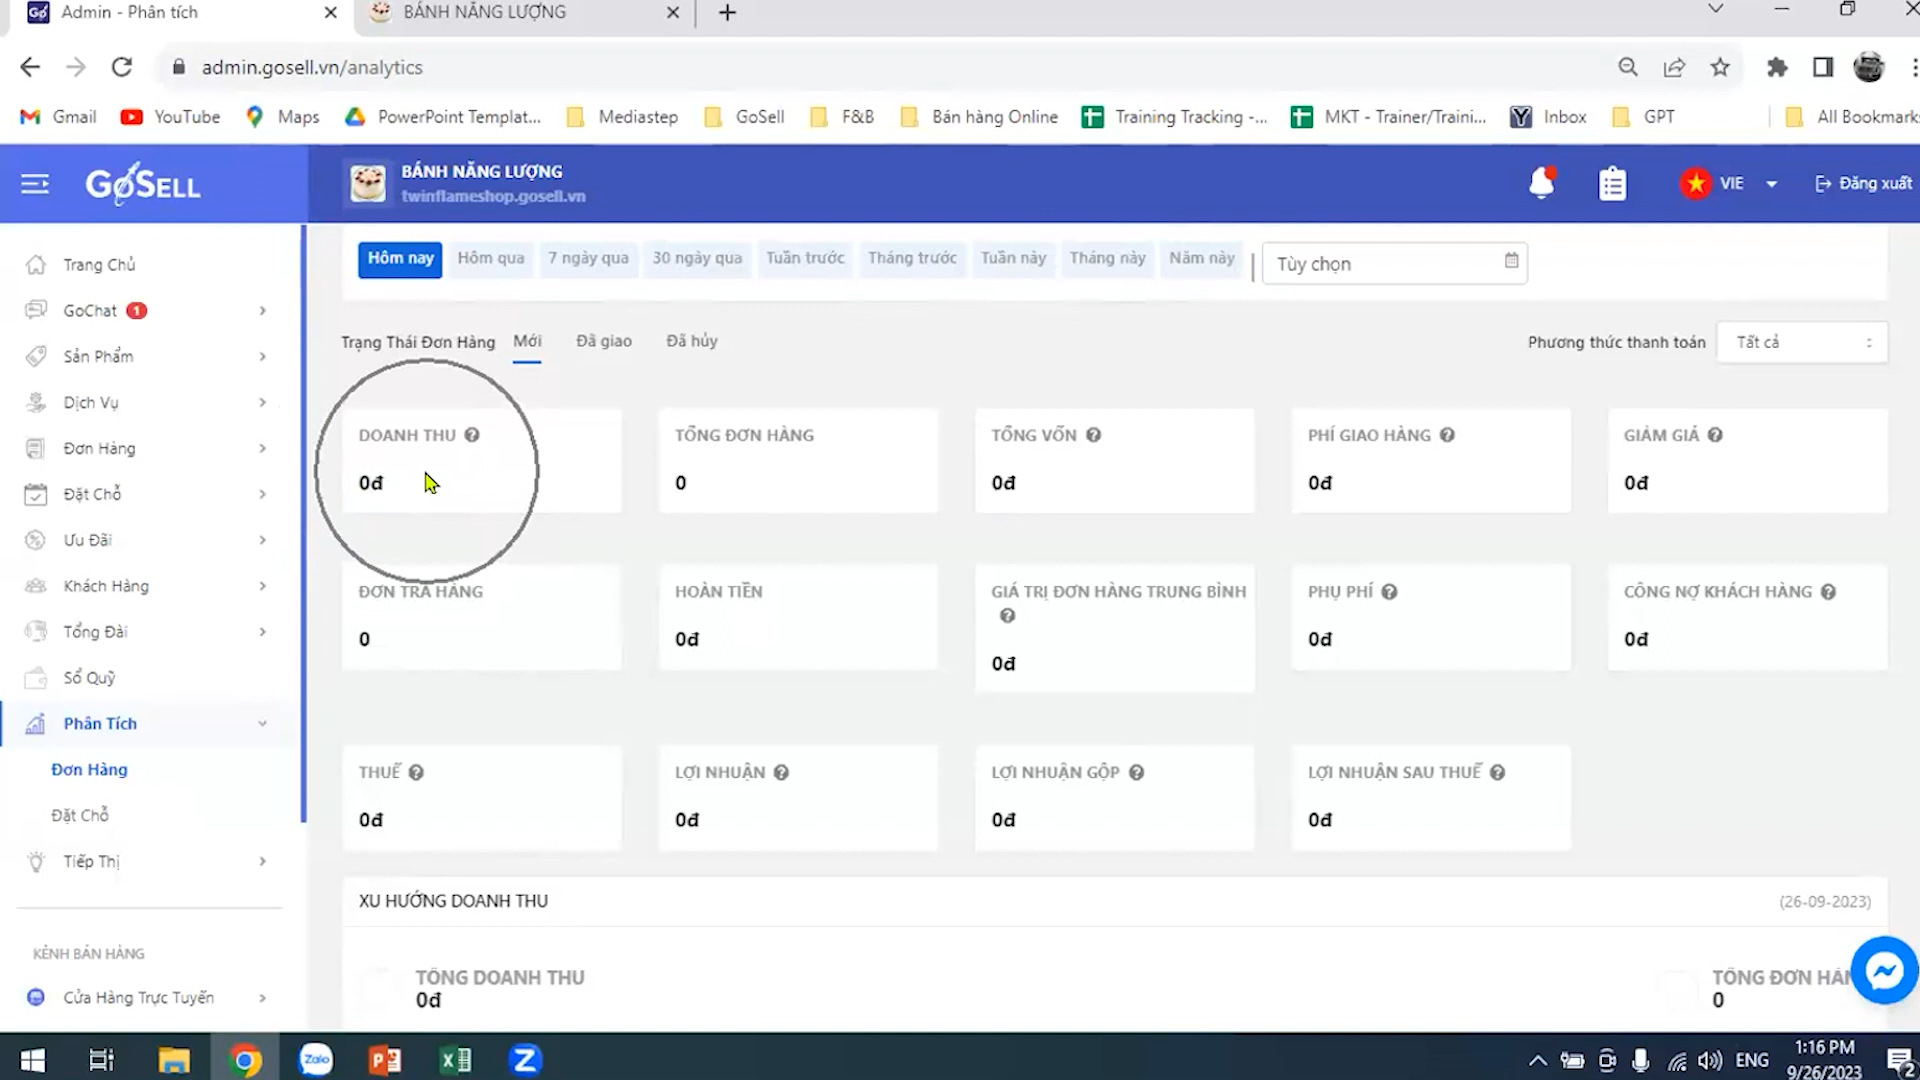 Admin - Phân tích
BÁNH NĂNG LƯỢNG
admin.gosell.vn/analytics
Gmail
YouTube
Maps
PowerPoint Templat...
Mediastep
GoSell
F&B
Bán hàng Online
Training Tracking -...
MKT - Trainer/Traini...
Inbox
GPT
All Bookmarks
GOSELL
BÁNH NĂNG LƯỢNG
twinflameshop.gosell.vn
VIE
Đăng xuất
Trang Chủ
GoChat 1
Sản Phẩm
Dịch Vụ
Đơn Hàng
Đặt Chỗ
Ưu Đãi
Khách Hàng
Tổng Đài
Sổ Quỹ
Phân Tích
Đơn Hàng
Đặt Chỗ
Tiếp Thị
KÊNH BÁN HÀNG
Cửa Hàng Trực Tuyến
Hôm nay
Hôm qua
7 ngày qua
30 ngày qua
Tuần trước
Tháng trước
Tuần này
Tháng này
Năm này
Tùy chọn
Trạng Thái Đơn Hàng
Mới
Đã giao
Đã hủy
Phương thức thanh toán
Tất cả
DOANH THU
0đ
TỔNG ĐƠN HÀNG
0
TỔNG VỐN
0đ
PHÍ GIAO HÀNG
0đ
GIẢM GIÁ
0đ
ĐƠN TRẢ HÀNG
0
HOÀN TIỀN
0đ
GIÁ TRỊ ĐƠN HÀNG TRUNG BÌNH
0đ
PHỤ PHÍ
0đ
CÔNG NỢ KHÁCH HÀNG
0đ
THUẾ
0đ
LỢI NHUẬN
0đ
LỢI NHUẬN GỘP
0đ
LỢI NHUẬN SAU THUẾ
0đ
XU HƯỚNG DOANH THU
(26-09-2023)
TỔNG DOANH THU
0đ
TỔNG ĐƠN
0
Zalo
ENG
1:16 PM
9/26/2023
2